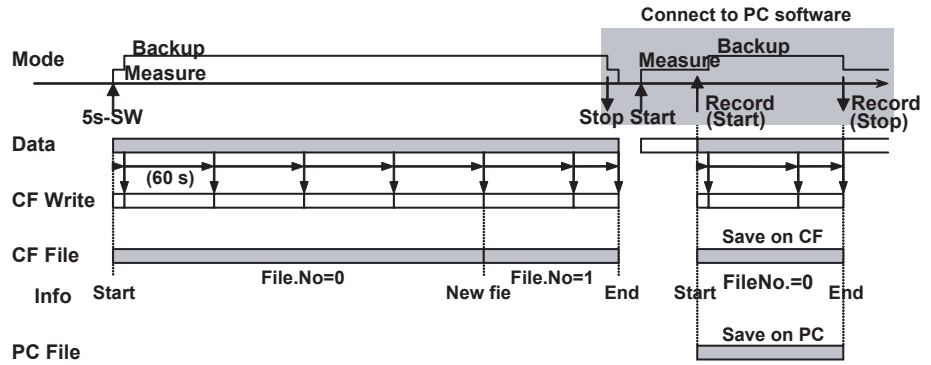 Connect to PC software
Mode
Backup
Backup
Measure
Measure
5s-SW
Stop Start
Record
(Start)
Record
(Stop)
Data
(60 s)
CF Write
Save on CF
CF File
File.No=0
File.No=1
FileNo.=0
Info
Start
New fie
End
Start
End
Save on PC
PC File